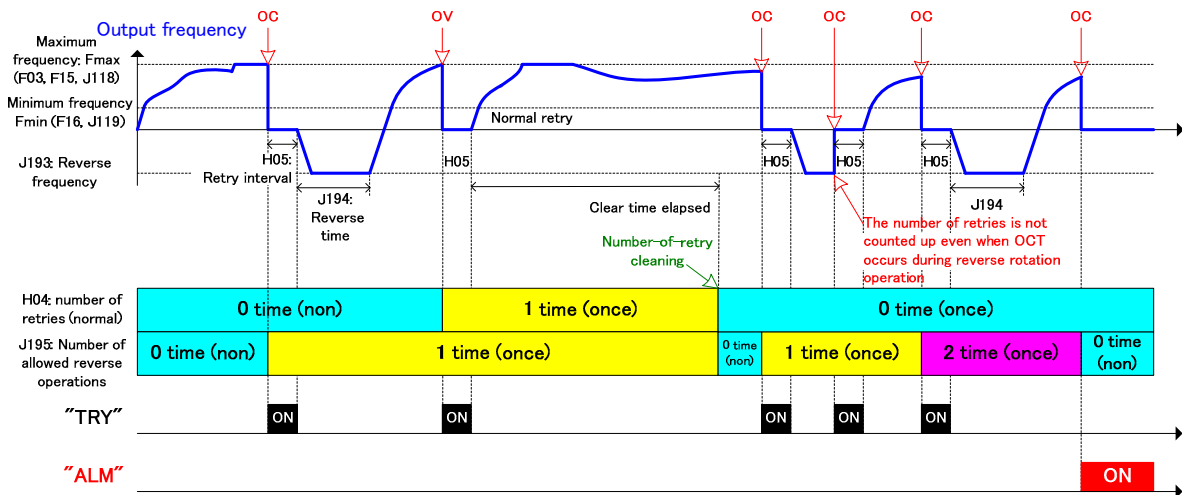 OC
OV
OC
OC
OC
OC
Output frequency
Maximum
frequency: Fmax
(F03, F15, J118)
Minimum frequency
Fmin (F16, J119)
Normal retry
J193: Reverse
frequency
H05:
Retry interval
H05
H05
H05
H05
J194:
Reverse
time
Clear time elapsed
J194
The number of retries is not
counted up even when OCT
occurs during reverse rotation
operation
Number-of-retry
cleaning
H04: number of
retries (normal)
0 time (non)
1 time (once)
0 time (once)
J195: Number of
allowed reverse
operations
0 time (non)
1 time (once)
0 time
(non)
1 time (once)
2 time (once)
0 time
(non)
"TRY"
ON
ON
ON
ON
ON
"ALM"
ON